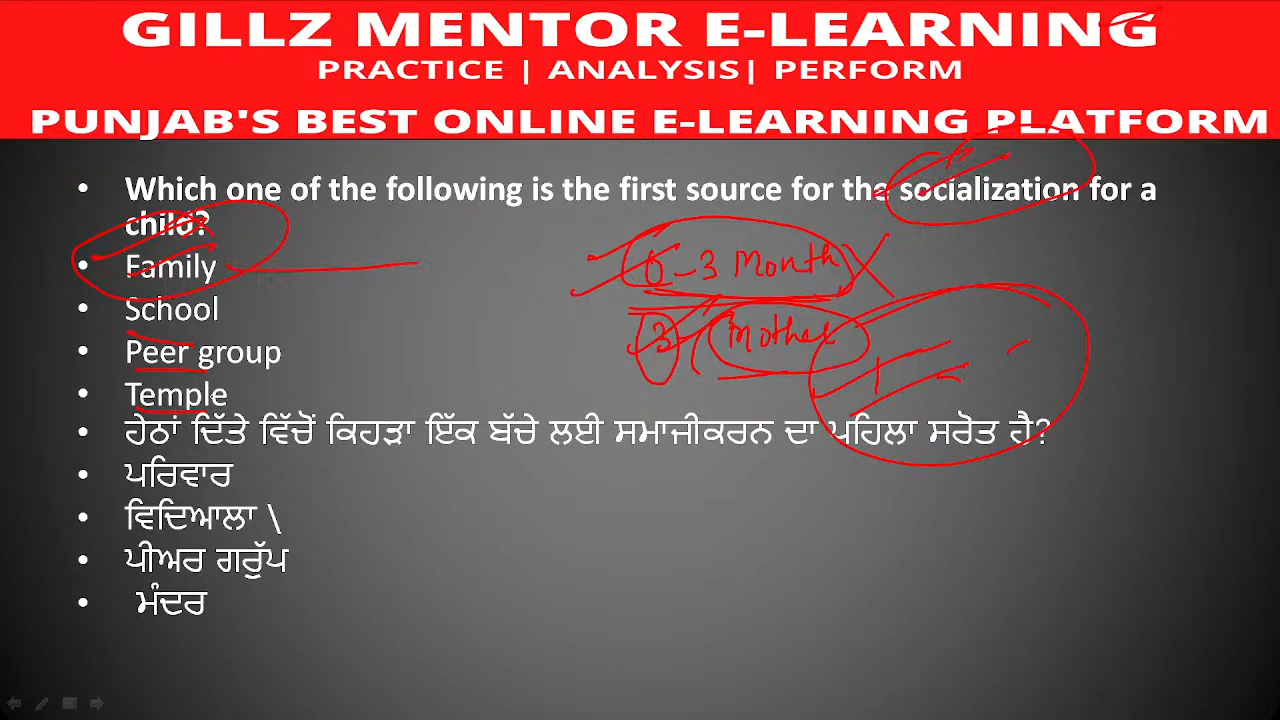 GILLZ MENTOR E-LEARNING
PRACTICE | ANALYSIS| PERFORM
PUNJAB'S BEST ONLINE E-LEARNING PLATFORM
• Which one of the following is the first source for the socialization for a
child?
• Family
• School
• Peer group
• Temple
0-3 Month
3 Mother
• ਹੇਠਾਂ ਦਿੱਤੇ ਵਿੱਚੋਂ ਕਿਹੜਾ ਇੱਕ ਬੱਚੇ ਲਈ ਸਮਾਜੀਕਰਨ ਦਾ ਪਹਿਲਾ ਸਰੋਤ ਹੈ?
• ਪਰਿਵਾਰ
• ਵਿਦਿਆਲਾ \
• ਪੀਅਰ ਗਰੁੱਪ
• ਮੰਦਰ